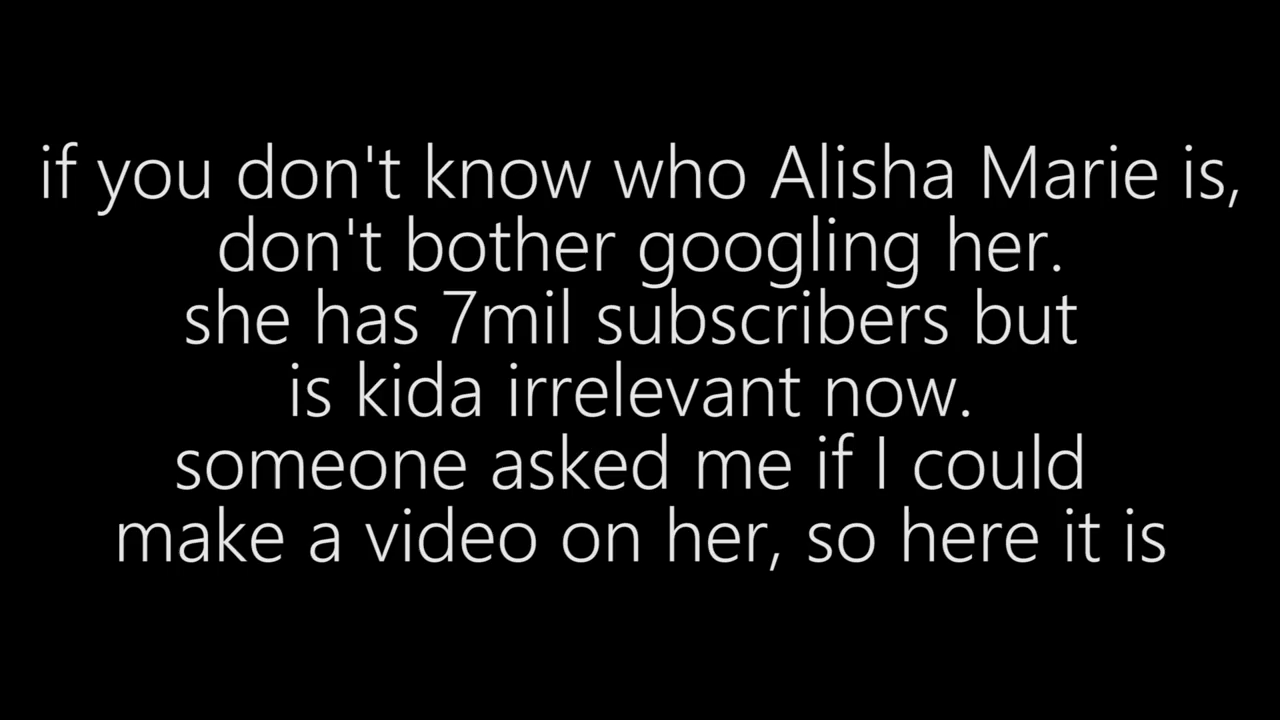 if you don't know who Alisha Marie is,
don't bother googling her.
she has 7mil subscribers but
is kida irrelevant now.
someone asked me if I could
make a video on her, so here it is